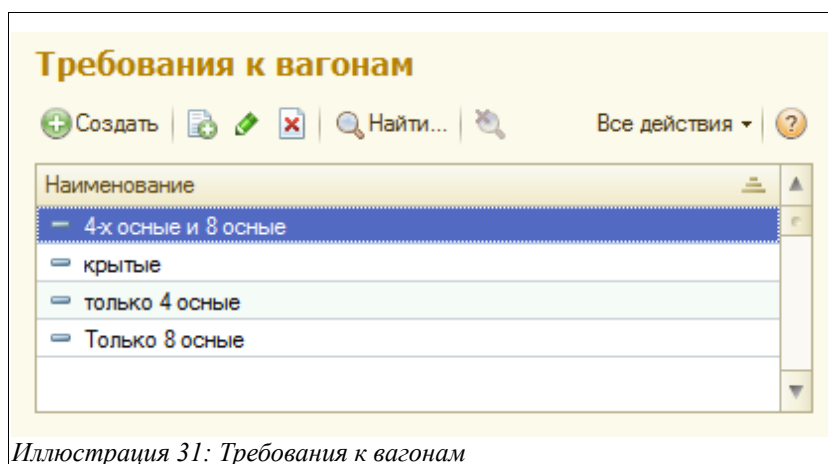 Требования к вагонам
Создать Найти... Все действия ?
Наименование
4-х осные и 8 осные
крытые
только 4 осные
Только 8 осные
Иллюстрация 31: Требования к вагонам